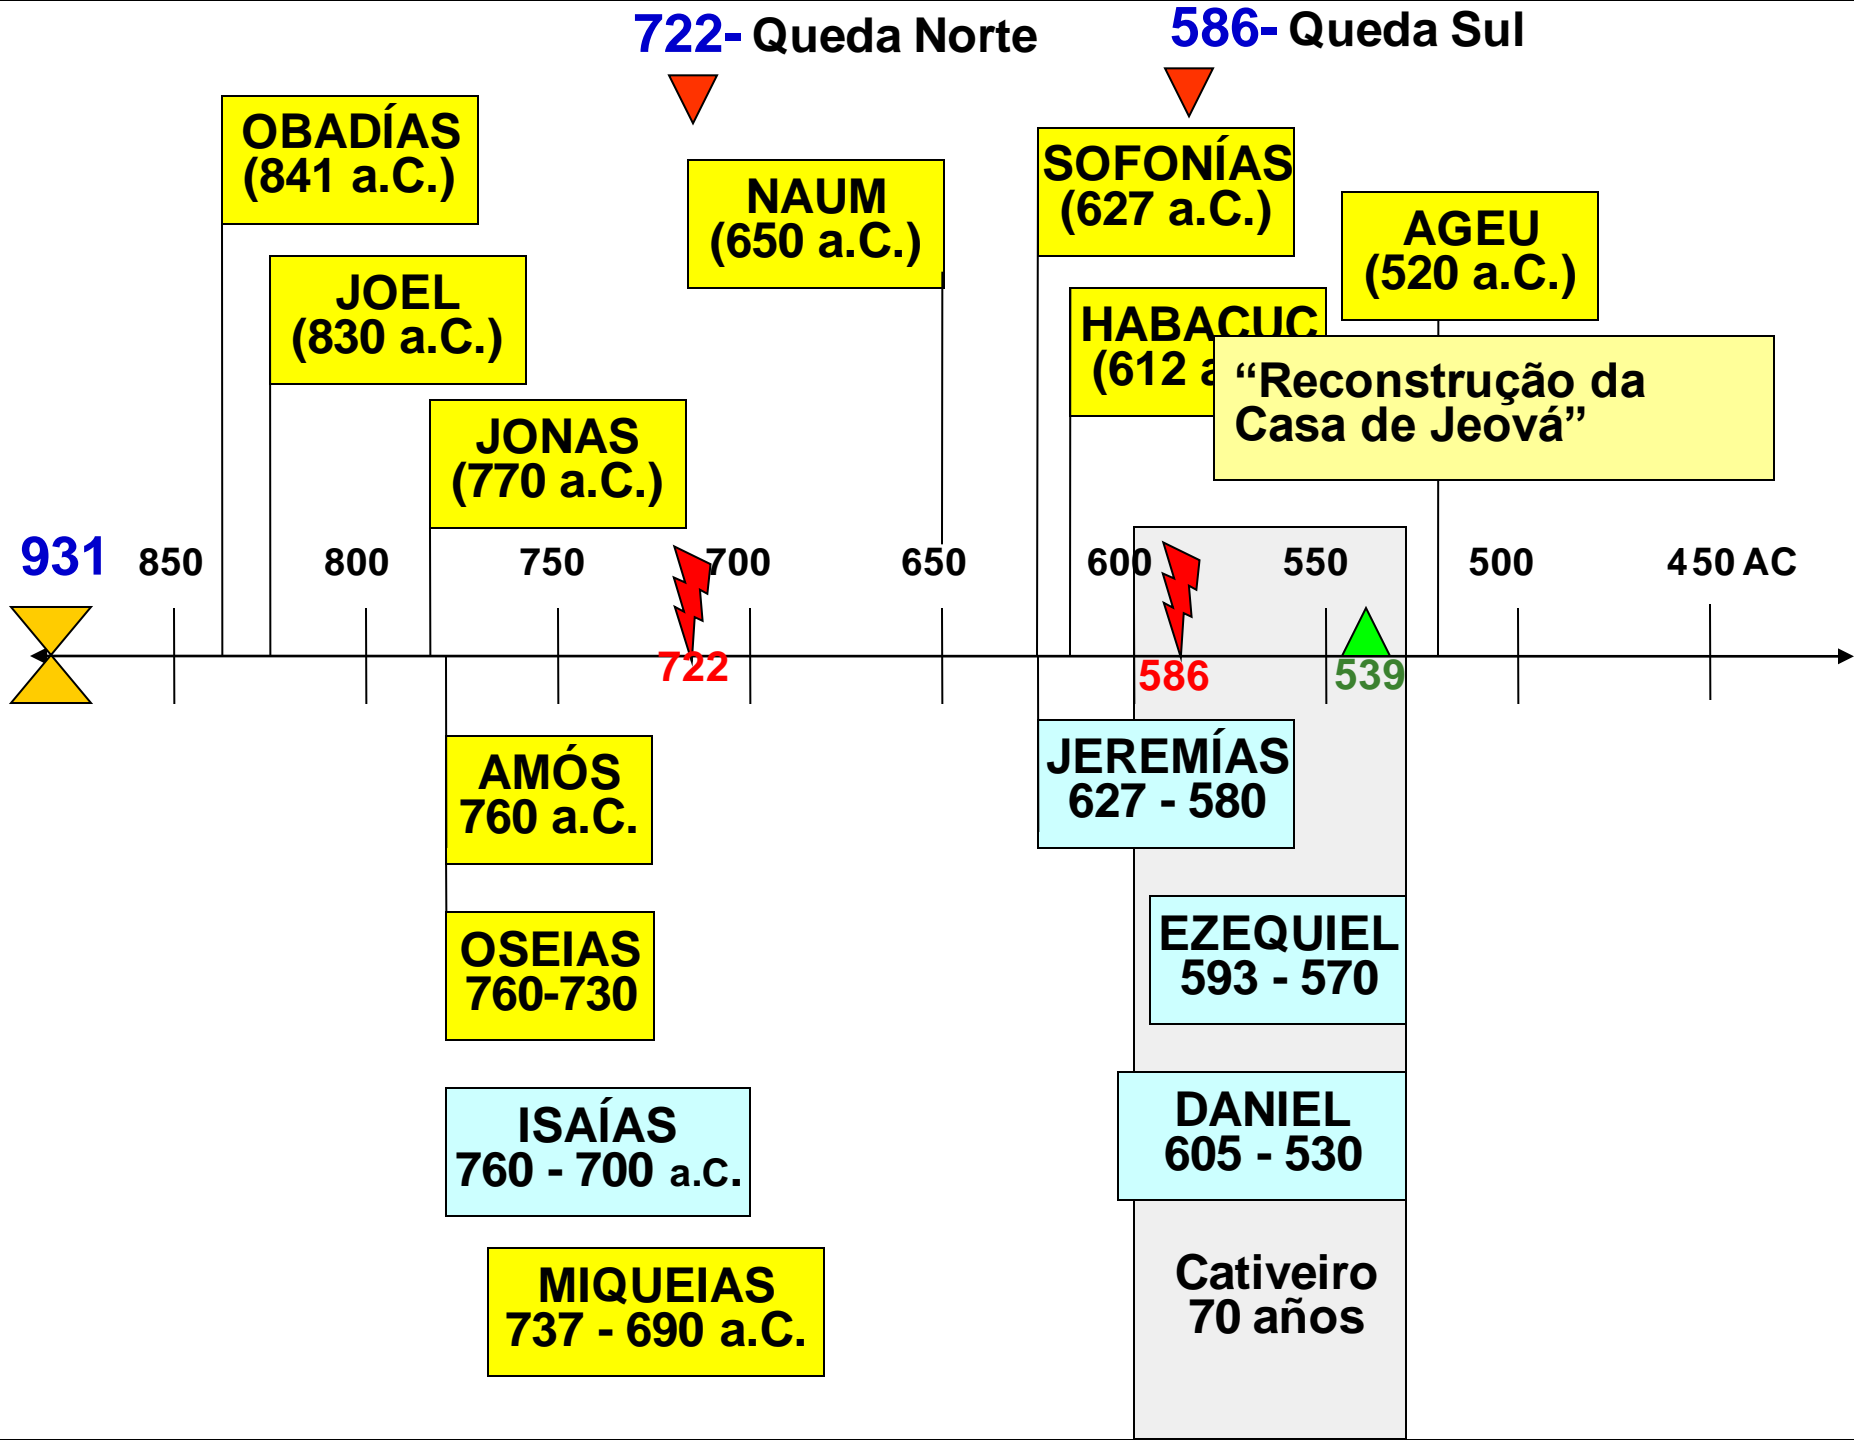 722- Queda Norte
586- Queda Sul
OBADÍAS
(841 a.C.)
JOEL
(830 a.C.)
JONAS
(770 a.C.)
NAUM
(650 a.C.)
SOFONÍAS
(627 a.C.)
HABACUC
(612 a
AGEU
(520 a.C.)
“Reconstrução da
Casa de Jeová”
931 850 800 750 700 650 600 550 500 450 AC
722 586 539
AMÓS
760 a.C.
OSEIAS
760-730
ISAÍAS
760 - 700 a.C.
MIQUEIAS
737 - 690 a.C.
JEREMÍAS
627 - 580
EZEQUIEL
593 - 570
DANIEL
605 - 530
Cativeiro
70 años